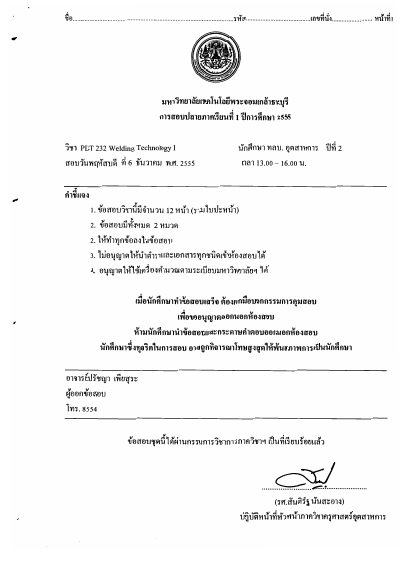 ชื่อ........................................................รหัส......................เลขที่นั่ง.............. หน้าที่1
มหาวิทยาลัยเทคโนโลยีพระจอมเกล้าธนบุรี
การสอบปลายภาคเรียนที่ 1 ปีการศึกษา 2555
วิชา PET 232 Welding Technology I นักศึกษา ทลบ. อุตสาหการ ปีที่ 2
สอบวันพฤหัสบดี ที่ 6 ธันวาคม พ.ศ. 2555 เวลา 13.00 – 16.00 น.
คำชี้แจง
1. ข้อสอบวิชานี้มีจำนวน 12 หน้า (รวมใบปะหน้า)
2. ข้อสอบมีทั้งหมด 2 หมวด
2. ให้ทำทุกข้อลงในข้อสอบ
3. ไม่อนุญาตให้นำตำราและเอกสารทุกชนิดเข้าห้องสอบได้
4. อนุญาตให้ใช้เครื่องคำนวณตามระเบียบมหาวิทยาลัยฯ ได้
เมื่อนักศึกษาทำข้อสอบเสร็จ ต้องยกมือบอกกรรมการคุมสอบ
เพื่อขออนุญาตออกนอกห้องสอบ
ห้ามนักศึกษานำข้อสอบและกระดาษคำตอบออกนอกห้องสอบ
นักศึกษาซึ่งทุจริตในการสอบ อาจถูกพิจารณาโทษสูงสุดให้พ้นสภาพการเป็นนักศึกษา
อาจารย์ปรัชญา เพียสุระ
ผู้ออกข้อสอบ
โทร. 8554
ข้อสอบชุดนี้ได้ผ่านกรรมการวิชาการภาควิชาฯ เป็นที่เรียบร้อยแล้ว
(รศ.สันติรัฐ นันสะอาง)
ปฏิบัติหน้าที่หัวหน้าภาควิชาครุศาสตร์อุตสาหการ